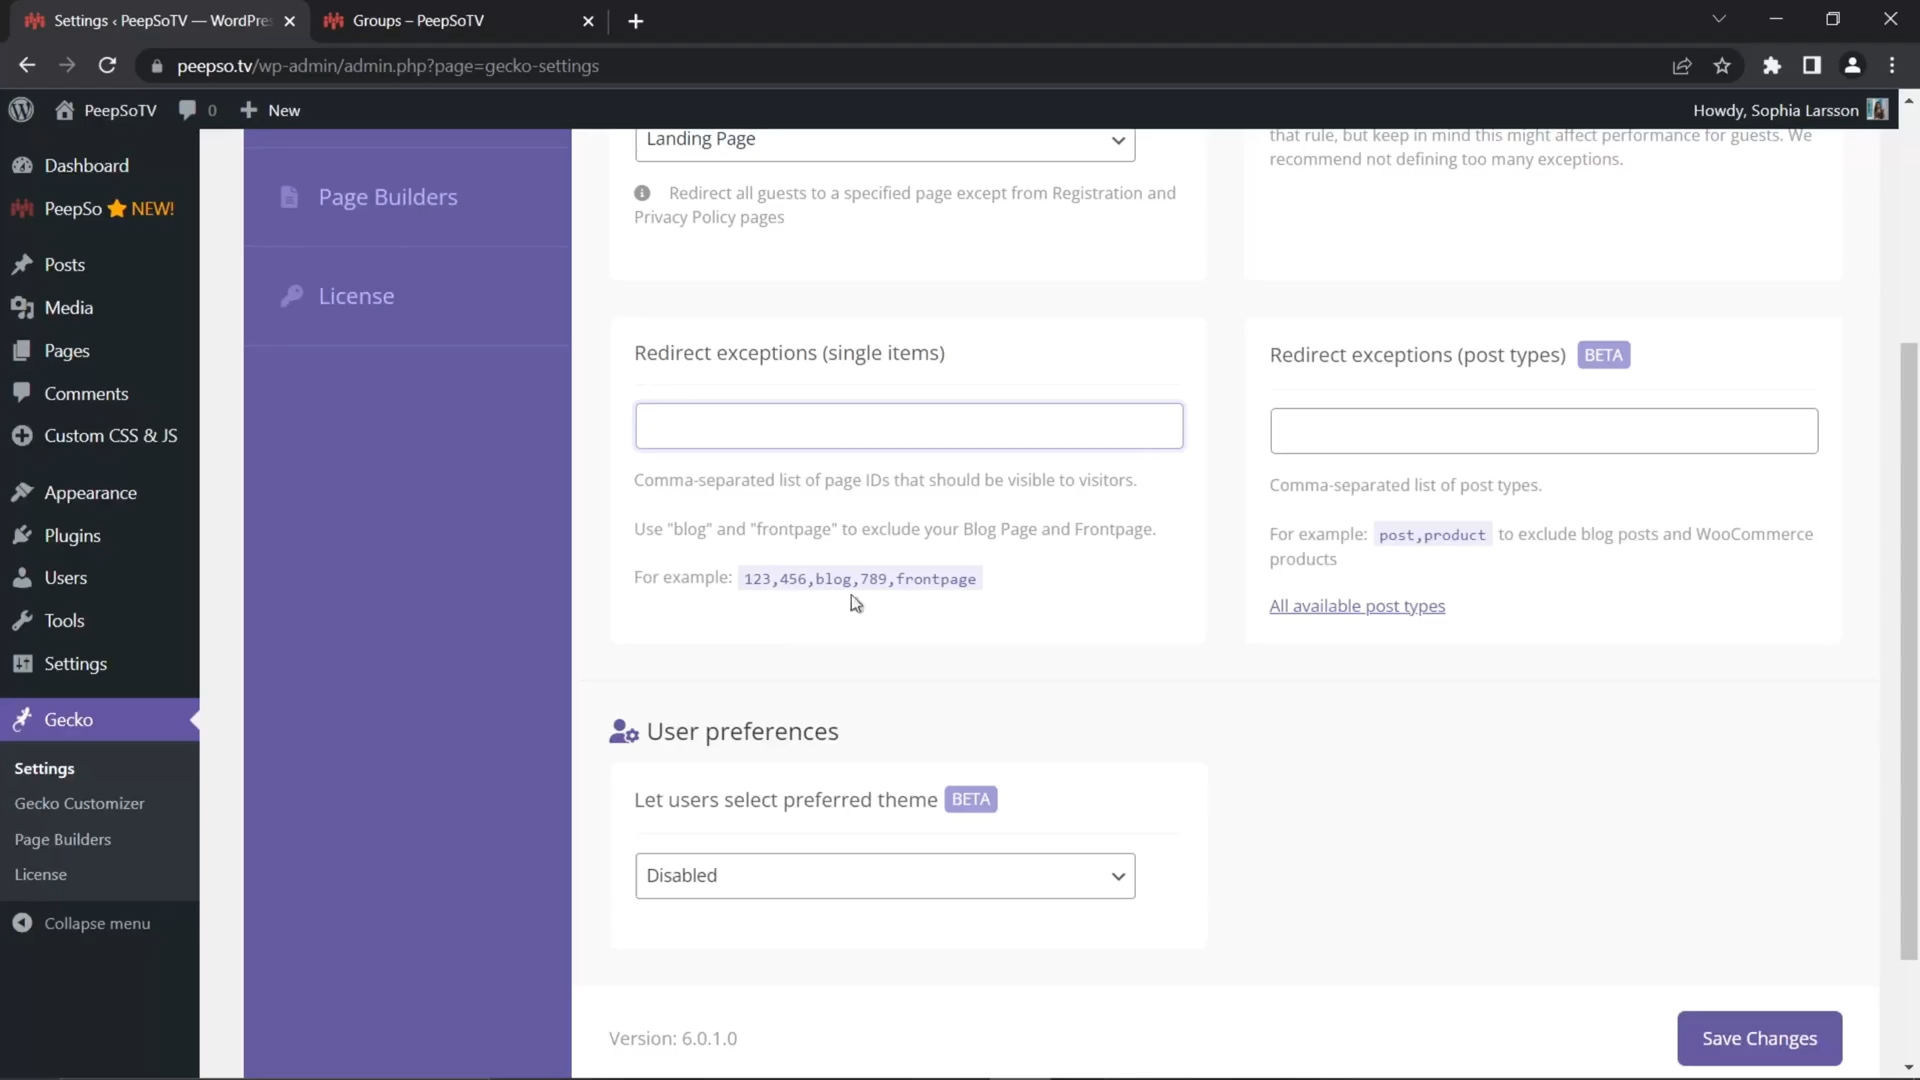 Settings ‹ PeepSoTV — WordPre
Groups – PeepSoTV
peepso.tv/wp-admin/admin.php?page=gecko-settings
PeepSoTV
0
New
Howdy, Sophia Larsson
Dashboard
PeepSo NEW!
Posts
Media
Pages
Comments
Custom CSS & JS
Appearance
Plugins
Users
Tools
Settings
Gecko
Settings
Gecko Customizer
Page Builders
License
Collapse menu
Page Builders
License
Landing Page
Redirect all guests to a specified page except from Registration and
Privacy Policy pages
that rule, but keep in mind this might affect performance for guests. We
recommend not defining too many exceptions.
Redirect exceptions (single items)
Comma-separated list of page IDs that should be visible to visitors.
Use "blog" and "frontpage" to exclude your Blog Page and Frontpage.
For example: 123,456,blog,789,frontpage
Redirect exceptions (post types) BETA
Comma-separated list of post types.
For example: post,product to exclude blog posts and WooCommerce
products
All available post types
User preferences
Let users select preferred theme BETA
Disabled
Version: 6.0.1.0
Save Changes